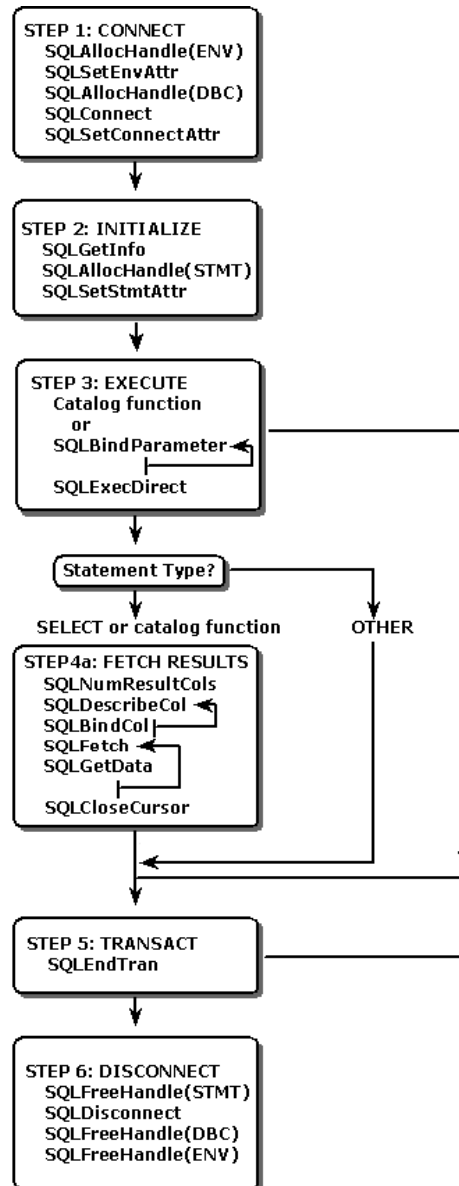 STEP 1: CONNECT
SQLAllocHandle(ENV)
SQLSetEnvAttr
SQLAllocHandle(DBC)
SQLConnect
SQLSetConnectAttr
STEP 2: INITIALIZE
SQLGetInfo
SQLAllocHandle(STMT)
SQLSetStmtAttr
STEP 3: EXECUTE
Catalog function
or
SQLBindParameter
SQLExecDirect
Statement Type?
SELECT or catalog function
OTHER
STEP4a: FETCH RESULTS
SQLNumResultCols
SQLDescribeCol
SQLBindCol
SQLFetch
SQLGetData
SQLCloseCursor
STEP 5: TRANSACT
SQLEndTran
STEP 6: DISCONNECT
SQLFreeHandle(STMT)
SQLDisconnect
SQLFreeHandle(DBC)
SQLFreeHandle(ENV)